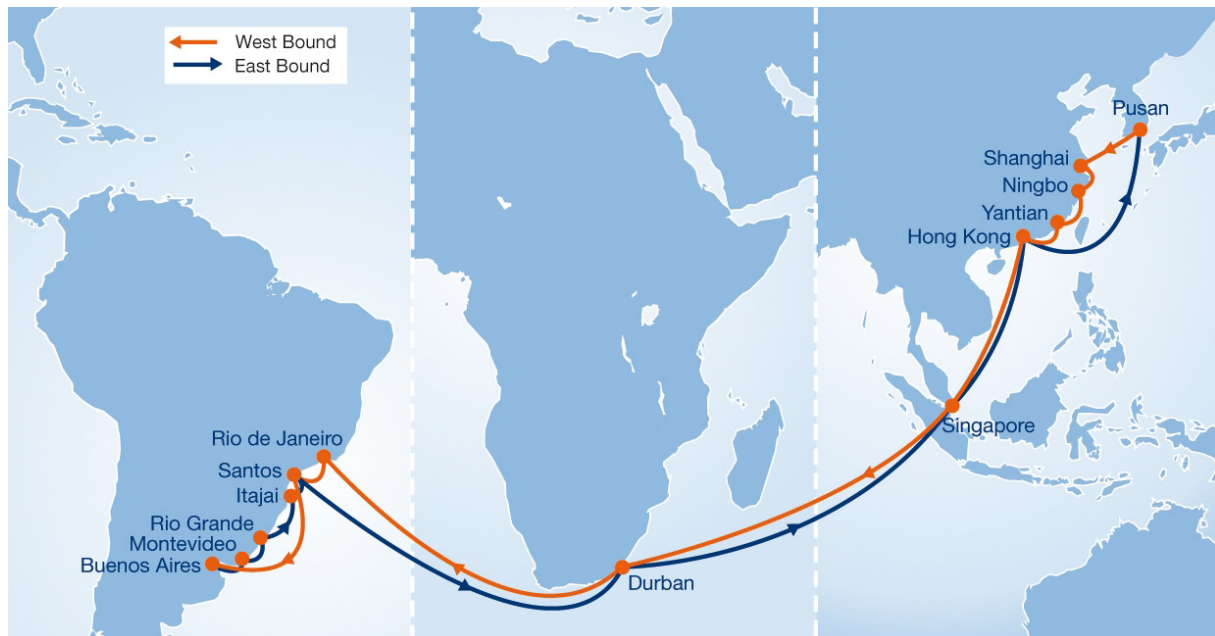 West Bound
East Bound
Pusan
Shanghai
Ningbo
Yantian
Hong Kong
Singapore
Rio de Janeiro
Santos
Itajai
Rio Grande
Montevideo
Buenos Aires
Durban